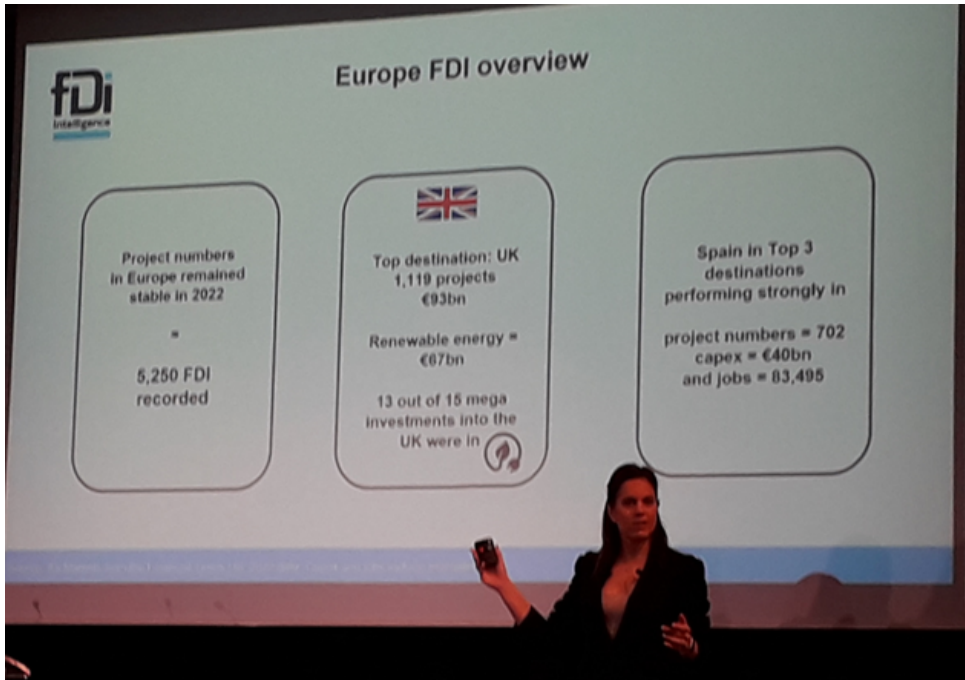 fDi
Intelligence
Europe FDI overview
Project numbers
in Europe remained
stable in 2022
=
5,250 FDI
recorded
Top destination: UK
1,119 projects
€93bn
Renewable energy =
€67bn
13 out of 15 mega
investments into the
UK were in
Spain in Top 3
destinations
performing strongly in
project numbers = 702
capex = €40bn
and jobs = 83,495